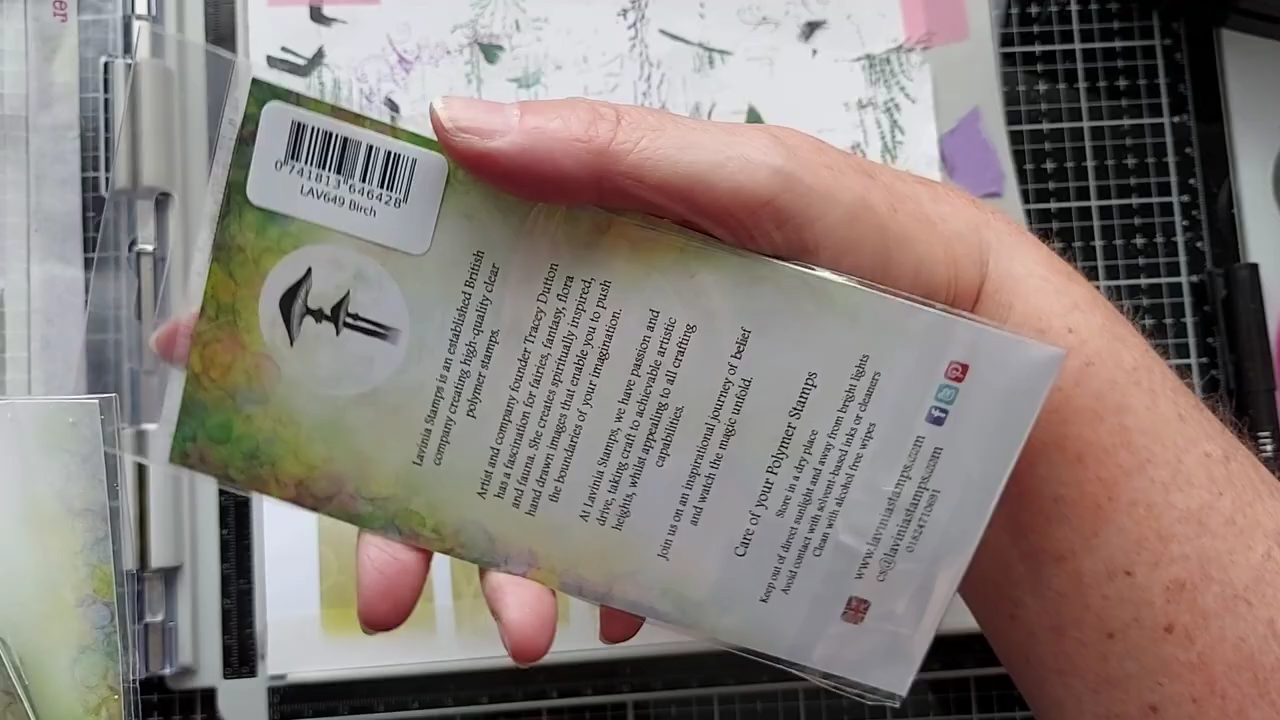 0 741813 646428
LAV649 Birch
Lavinia Stamps is an established British
company creating high-quality clear
polymer stamps.
Artist and company founder Tracey Dutton
has a fascination for fairies, fantasy, flora
and fauna. She creates spiritually inspired,
hand drawn images that enable you to push
the boundaries of your imagination.
At Lavinia Stamps, we have passion and
drive, taking craft to achievable artistic
heights, whilst appealing to all crafting
capabilities.
Join us on an inspirational journey of belief
and watch the magic unfold.
Care of your Polymer Stamps
Store in a dry place
Keep out of direct sunlight and away from bright lights
Avoid contact with solvent-based inks or cleaners
Clean with alcohol free wipes
www.laviniastamps.com
cs@laviniastamps.com
er